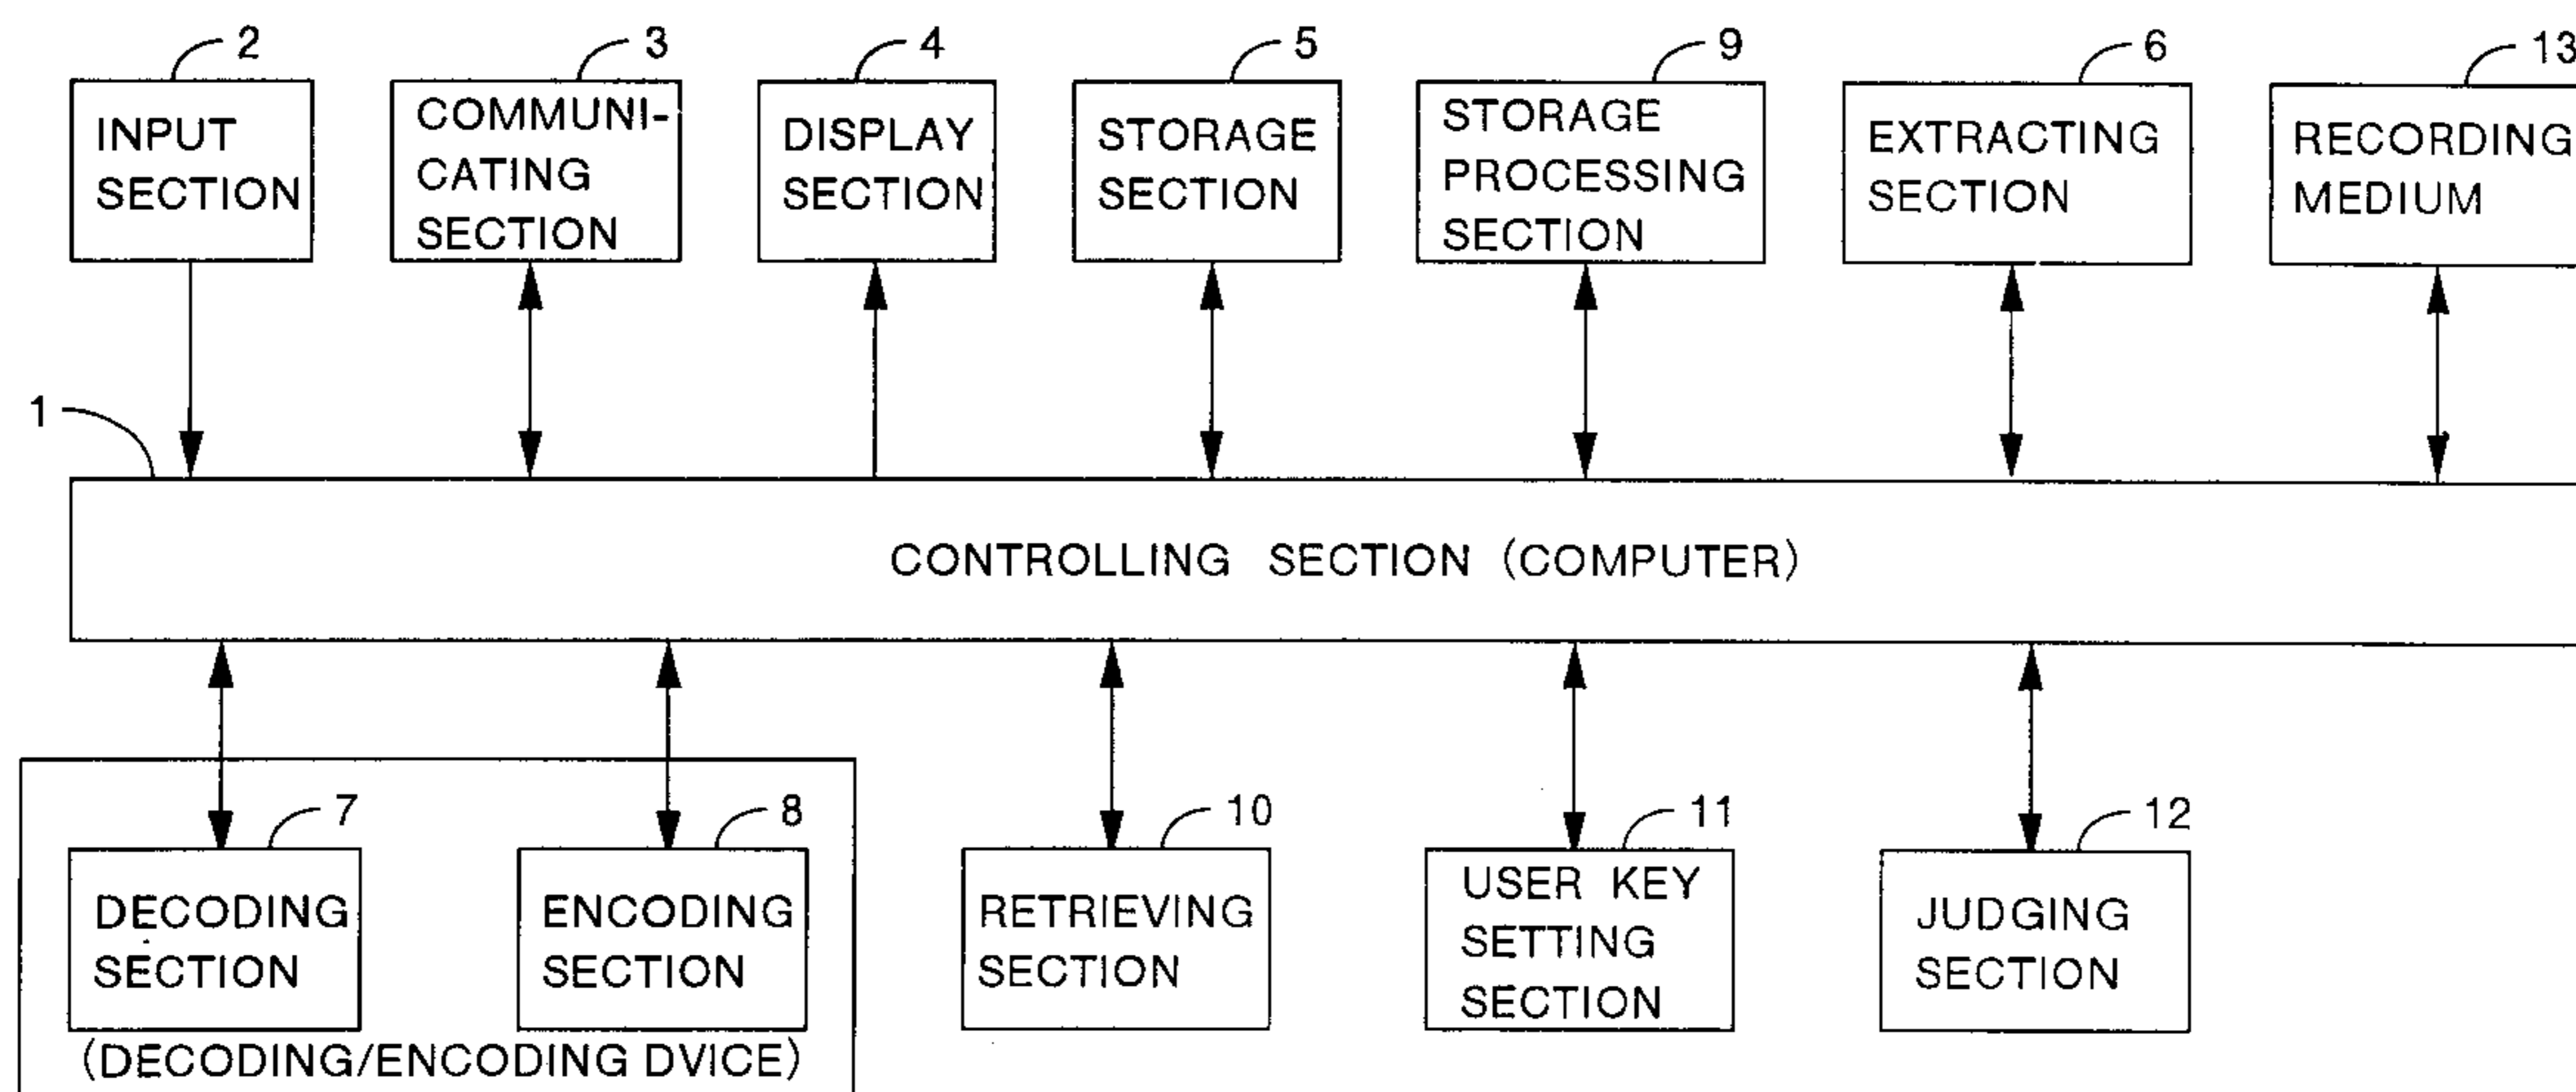 2
3
4
5
9
6
13
INPUT
SECTION
COMMUNI-
CATING
SECTION
DISPLAY
SECTION
STORAGE
SECTION
STORAGE
PROCESSING
SECTION
EXTRACTING
SECTION
RECORDING
MEDIUM
1
CONTROLLING SECTION (COMPUTER)
7
8
10
11
12
DECODING
SECTION
ENCODING
SECTION
RETRIEVING
SECTION
USER KEY
SETTING
SECTION
JUDGING
SECTION
(DECODING/ENCODING DVICE)